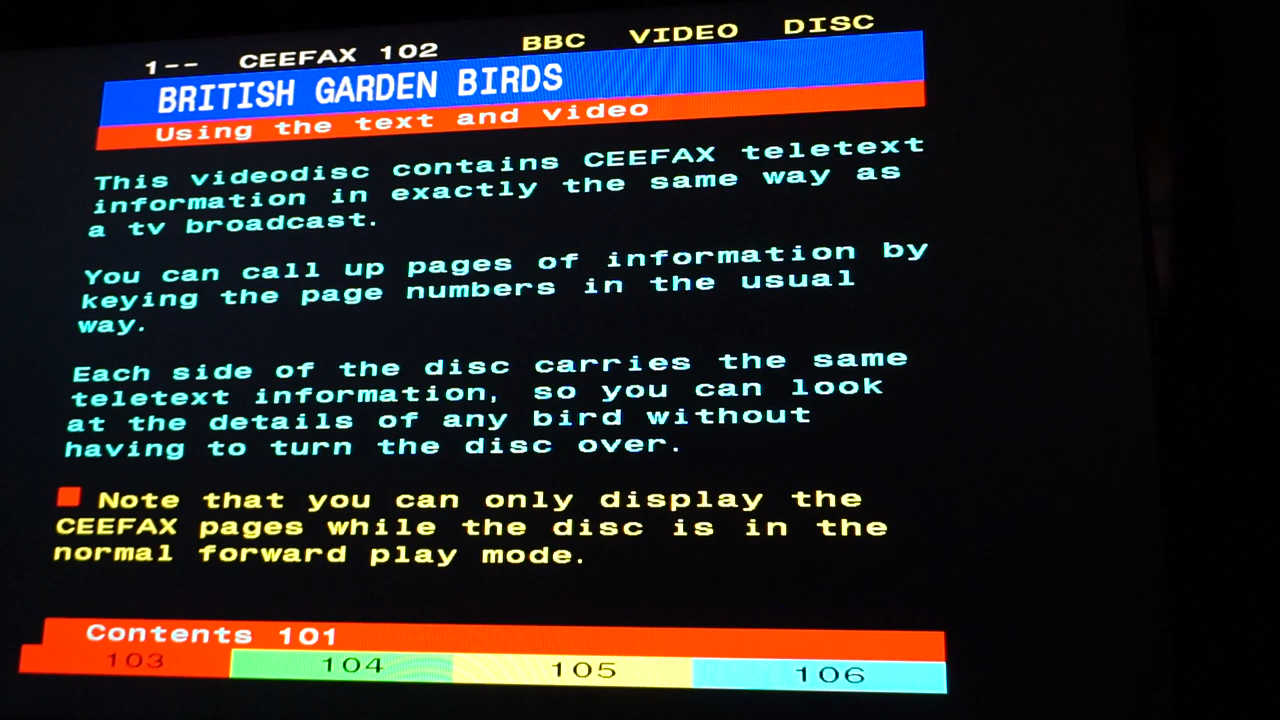 1-- CEEFAX 102 BBC VIDEO DISC
BRITISH GARDEN BIRDS
Using the text and video
This videodisc contains CEEFAX teletext
information in exactly the same way as
a tv broadcast.
You can call up pages of information by
keying the page numbers in the usual
way.
Each side of the disc carries the same
teletext information, so you can look
at the details of any bird without
having to turn the disc over.
Note that you can only display the
CEEFAX pages while the disc is in the
normal forward play mode.
Contents 101
103 104 105 106